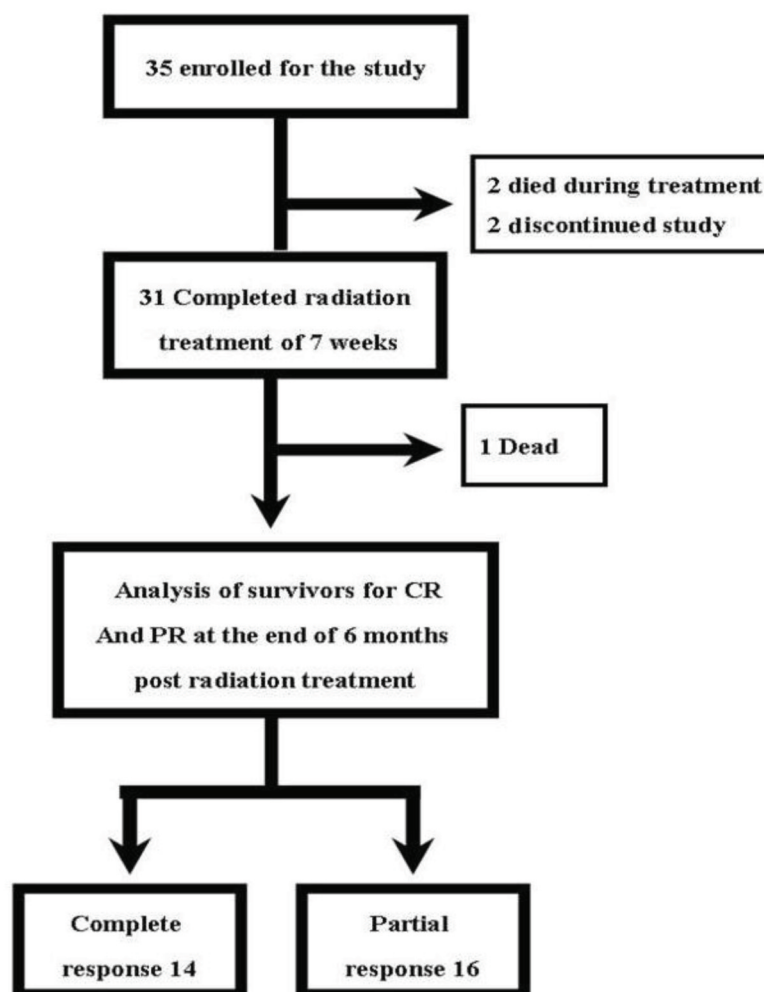 35 enrolled for the study
2 died during treatment
2 discontinued study
31 Completed radiation
treatment of 7 weeks
1 Dead
Analysis of survivors for CR
And PR at the end of 6 months
post radiation treatment
Complete
response 14
Partial
response 16